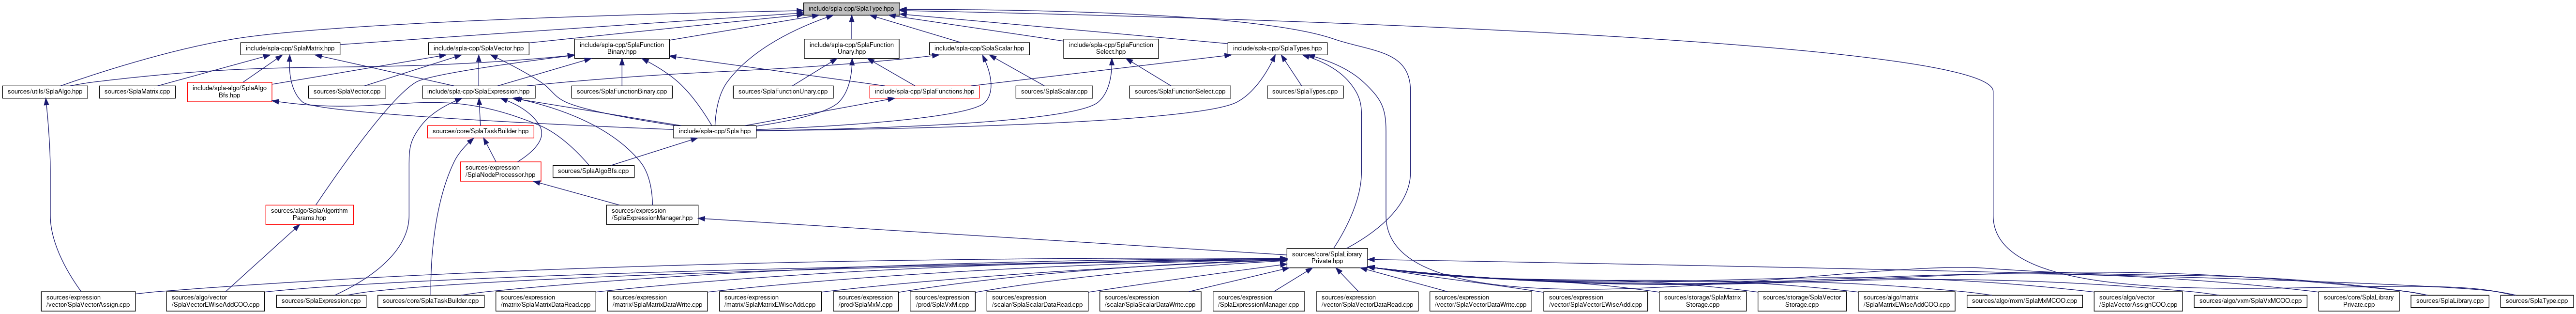 include/spla-cpp/SplaType.hpp
include/spla-cpp/SplaMatrix.hpp
include/spla-cpp/SplaVector.hpp
include/spla-cpp/SplaFunction
Binary.hpp
include/spla-cpp/SplaFunction
Unary.hpp
include/spla-cpp/SplaScalar.hpp
include/spla-cpp/SplaFunction
Select.hpp
include/spla-cpp/SplaTypes.hpp
sources/utils/SplaAlgo.hpp
sources/SplaMatrix.cpp
include/spla-algo/SplaAlgo
Bfs.hpp
sources/SplaVector.cpp
include/spla-cpp/SplaExpression.hpp
sources/SplaFunctionBinary.cpp
sources/SplaFunctionUnary.cpp
include/spla-cpp/SplaFunctions.hpp
sources/SplaScalar.cpp
sources/SplaFunctionSelect.cpp
sources/SplaTypes.cpp
sources/core/SplaTaskBuilder.hpp
include/spla-cpp/Spla.hpp
sources/expression
/SplaNodeProcessor.hpp
sources/SplaAlgoBfs.cpp
sources/algo/SplaAlgorithm
Params.hpp
sources/expression
/SplaExpressionManager.hpp
sources/core/SplaLibrary
Private.hpp
sources/expression
/vector/SplaVectorAssign.cpp
sources/algo/vector
/SplaVectorEWiseAddCOO.cpp
sources/SplaExpression.cpp
sources/core/SplaTaskBuilder.cpp
sources/expression
/matrix/SplaMatrixDataRead.cpp
sources/expression
/matrix/SplaMatrixDataWrite.cpp
sources/expression
/matrix/SplaMatrixEWiseAdd.cpp
sources/expression
/prod/SplaMxM.cpp
sources/expression
/prod/SplaVxM.cpp
sources/expression
/scalar/SplaScalarDataRead.cpp
sources/expression
/scalar/SplaScalarDataWrite.cpp
sources/expression
/SplaExpressionManager.cpp
sources/expression
/vector/SplaVectorDataRead.cpp
sources/expression
/vector/SplaVectorDataWrite.cpp
sources/expression
/vector/SplaVectorEWiseAdd.cpp
sources/storage/SplaMatrix
Storage.cpp
sources/storage/SplaVector
Storage.cpp
sources/algo/matrix
/SplaMatrixEWiseAddCOO.cpp
sources/algo/mxm/SplaMxMCOO.cpp
sources/algo/vector
/SplaVectorAssignCOO.cpp
sources/algo/vxm/SplaVxMCOO.cpp
sources/core/SplaLibrary
Private.cpp
sources/SplaLibrary.cpp
sources/SplaType.cpp